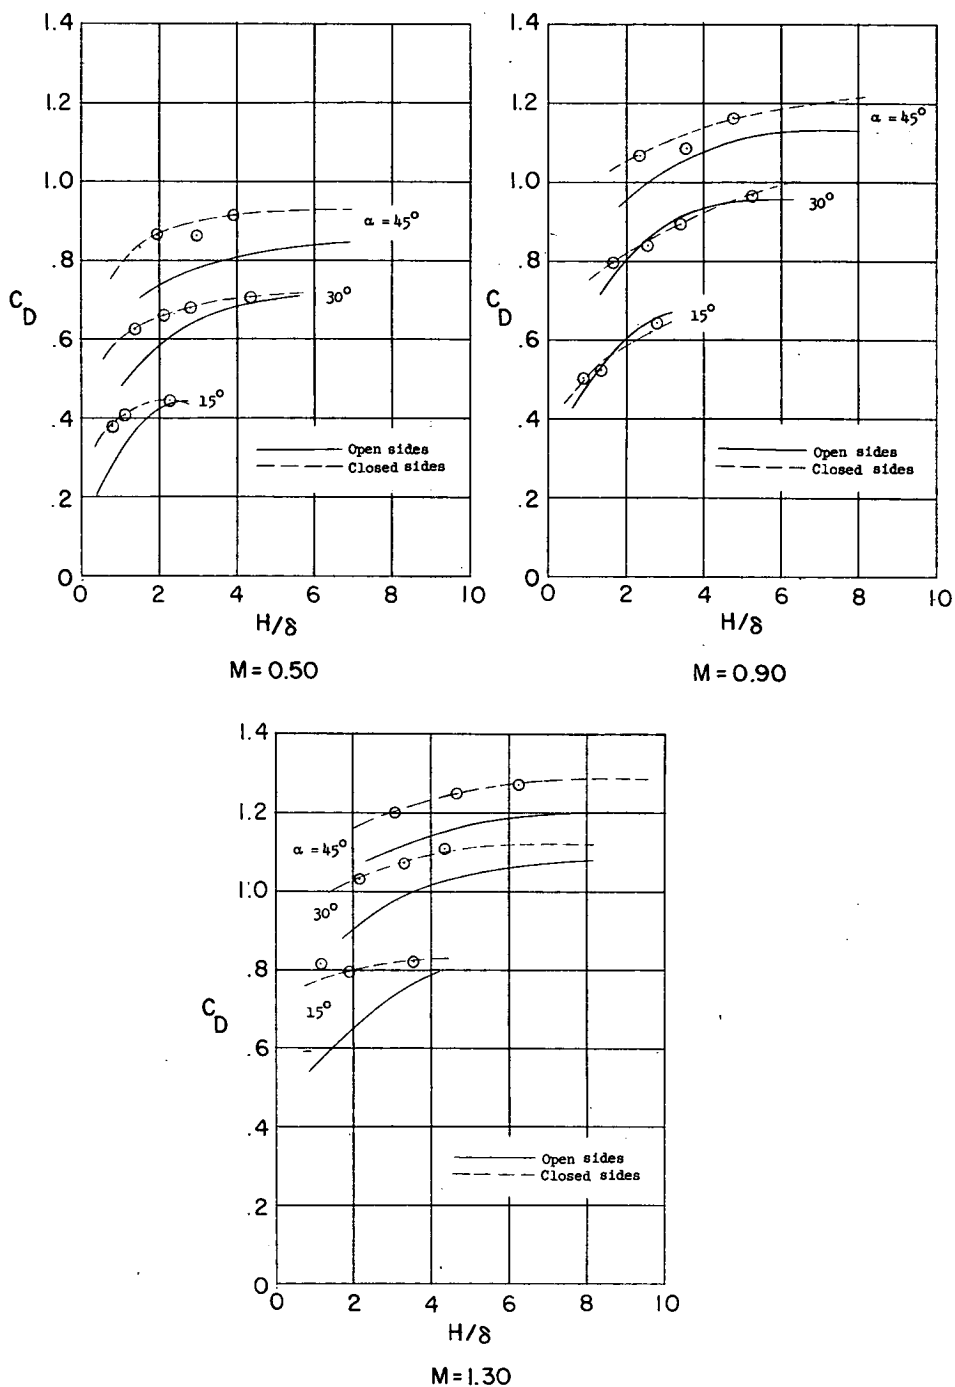 1.4
1.2
1.0
.8
.6
.4
.2
0
C_D
α = 45°
30°
15°
Open sides
Closed sides
0 2 4 6 8 10
H/δ
M = 0.50
1.4
1.2
1.0
.8
.6
.4
.2
0
C_D
α = 45°
30°
15°
Open sides
Closed sides
0 2 4 6 8 10
H/δ
M = 0.90
1.4
1.2
1.0
.8
.6
.4
.2
0
C_D
α = 45°
30°
15°
Open sides
Closed sides
0 2 4 6 8 10
H/δ
M = 1.30